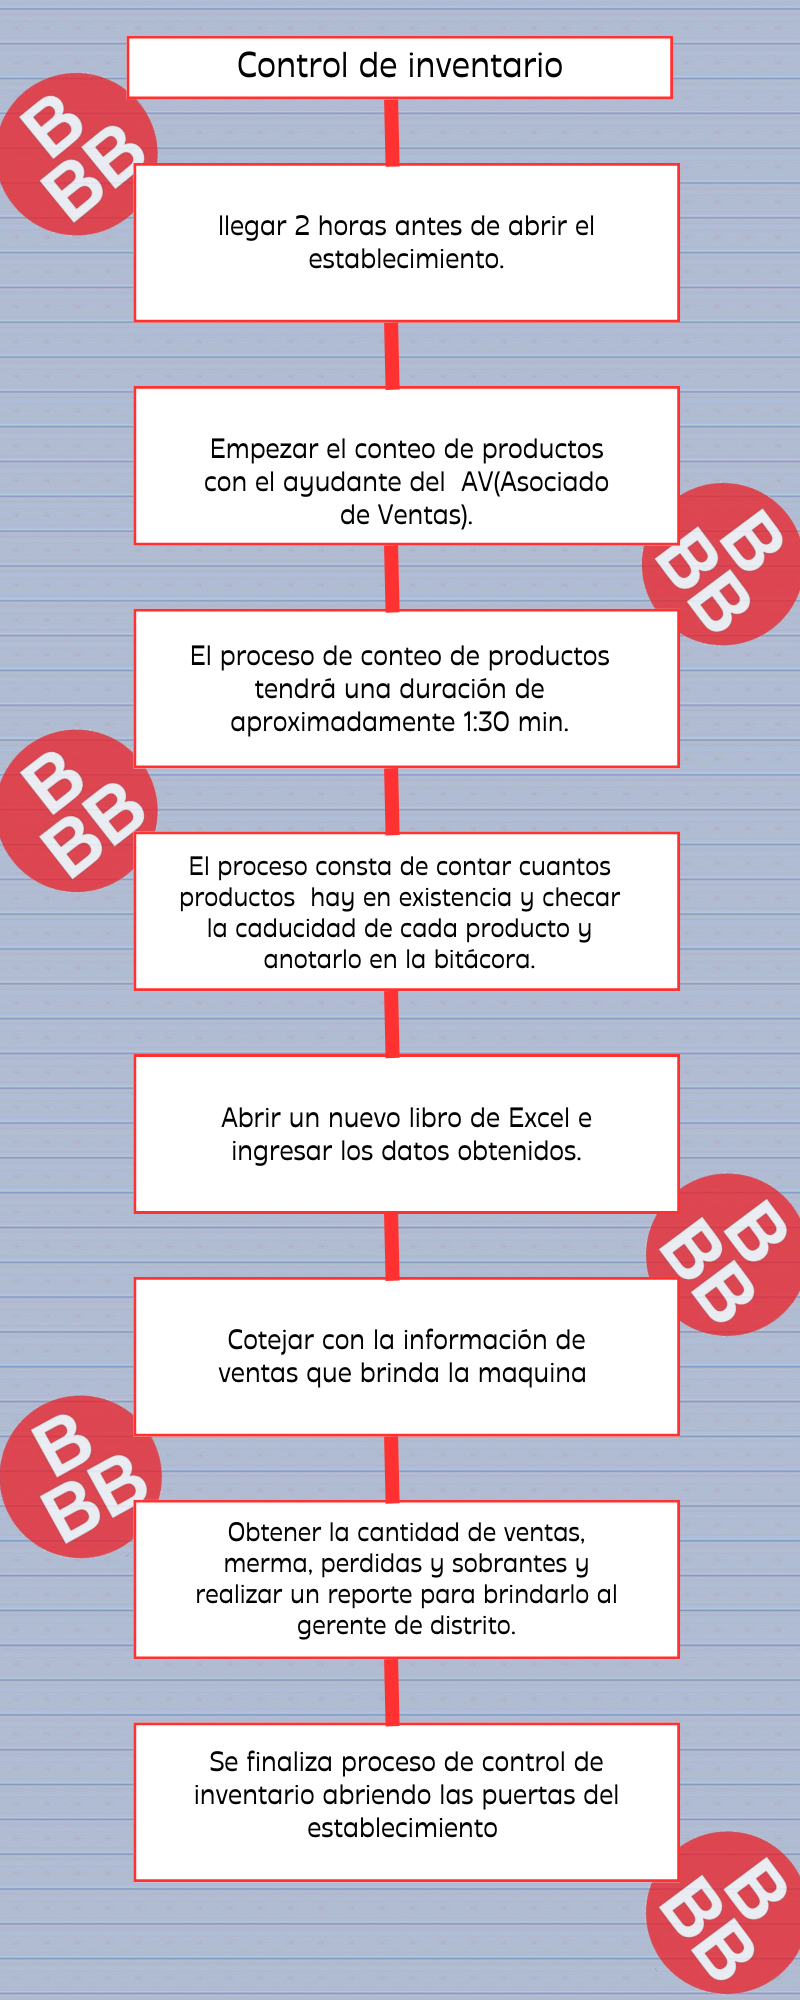 Control de inventario
B
BB
llegar 2 horas antes de abrir el
establecimiento.
Empezar el conteo de productos
con el ayudante del  AV(Asociado
de Ventas).
B
BB
El proceso de conteo de productos
tendrá una duración de
aproximadamente 1:30 min.
B
BB
El proceso consta de contar cuantos
productos  hay en existencia y checar
la caducidad de cada producto y
anotarlo en la bitácora.
Abrir un nuevo libro de Excel e
ingresar los datos obtenidos.
B
BB
Cotejar con la información de
ventas que brinda la maquina
B
BB
Obtener la cantidad de ventas,
merma, perdidas y sobrantes y
realizar un reporte para brindarlo al
gerente de distrito.
Se finaliza proceso de control de
inventario abriendo las puertas del
establecimiento
B
BB